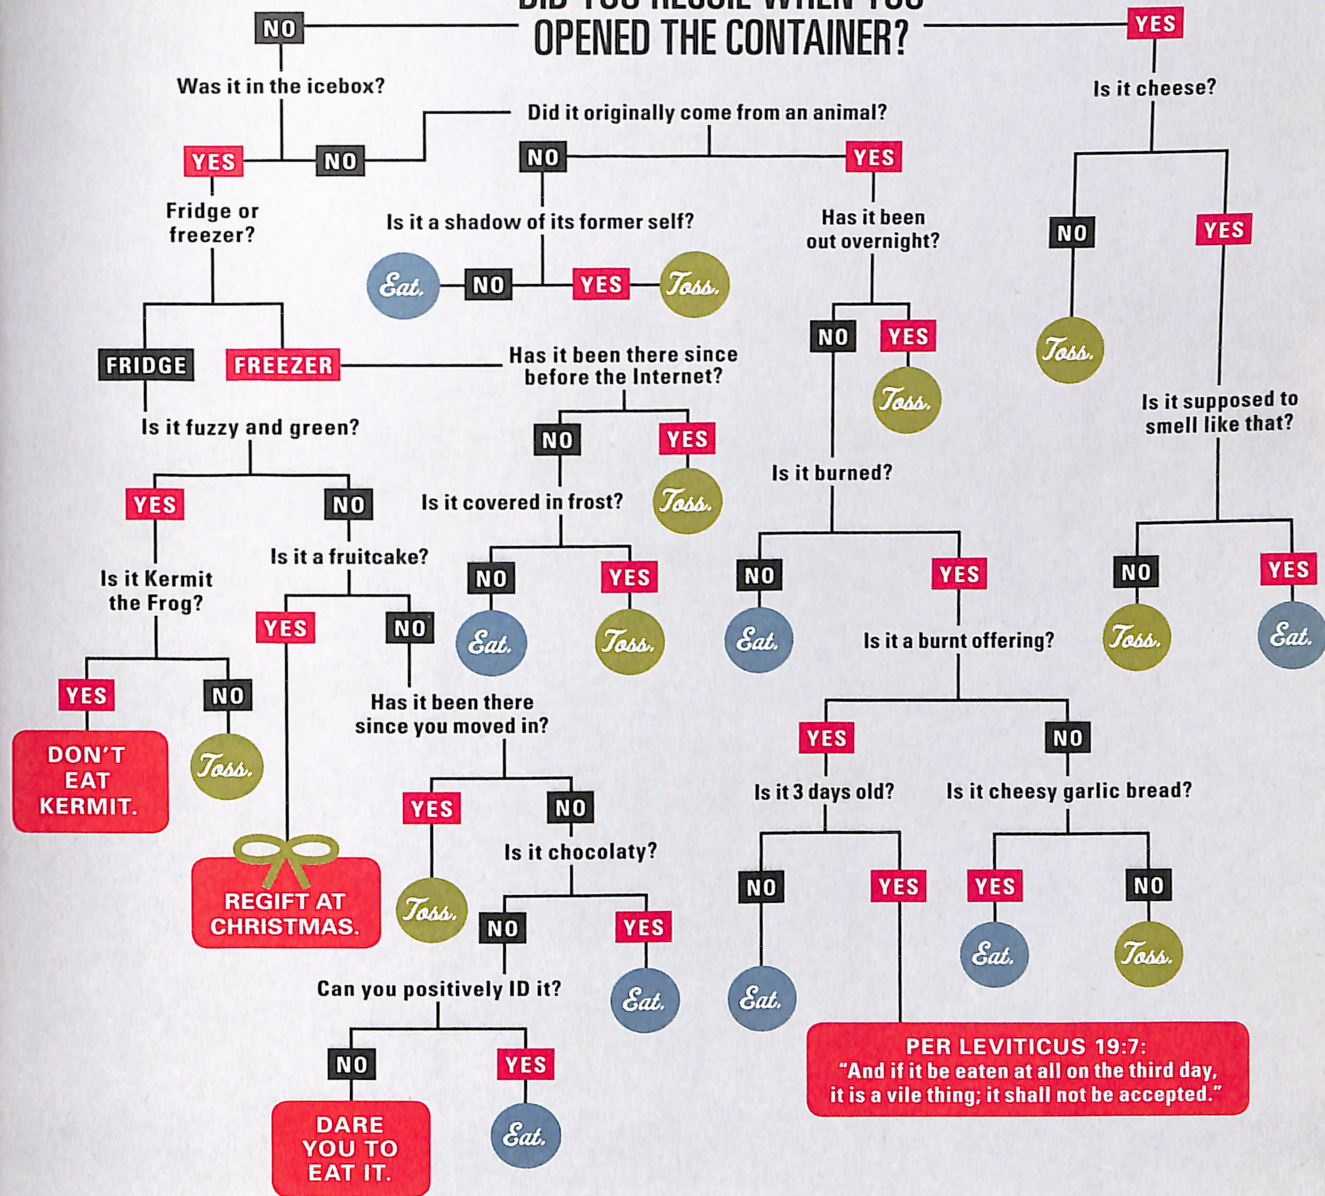 DID YOU RECOIL WHEN YOU
OPENED THE CONTAINER?
NO
YES
Was it in the icebox?
Is it cheese?
Did it originally come from an animal?
YES
NO
NO
YES
Fridge or
freezer?
Is it a shadow of its former self?
Has it been
out overnight?
NO
YES
Eat.
NO
YES
Toss.
NO
YES
Toss.
FRIDGE
FREEZER
Has it been there since
before the Internet?
Toss.
Is it supposed to
smell like that?
Is it fuzzy and green?
NO
YES
Is it burned?
YES
NO
Is it covered in frost?
Toss.
Is it a fruitcake?
Is it Kermit
the Frog?
NO
YES
NO
YES
NO
YES
YES
NO
Eat.
Toss.
Eat.
Is it a burnt offering?
Toss.
Eat.
YES
NO
Has it been there
since you moved in?
YES
NO
DON'T
EAT
KERMIT.
Toss.
Is it 3 days old?
Is it cheesy garlic bread?
YES
NO
Is it chocolaty?
NO
YES
YES
NO
REGIFT AT
CHRISTMAS.
Toss.
NO
YES
Eat.
Toss.
Can you positively ID it?
Eat.
Eat.
NO
YES
PER LEVITICUS 19:7:
“And if it be eaten at all on the third day,
it is a vile thing; it shall not be accepted.”
DARE
YOU TO
EAT IT.
Eat.